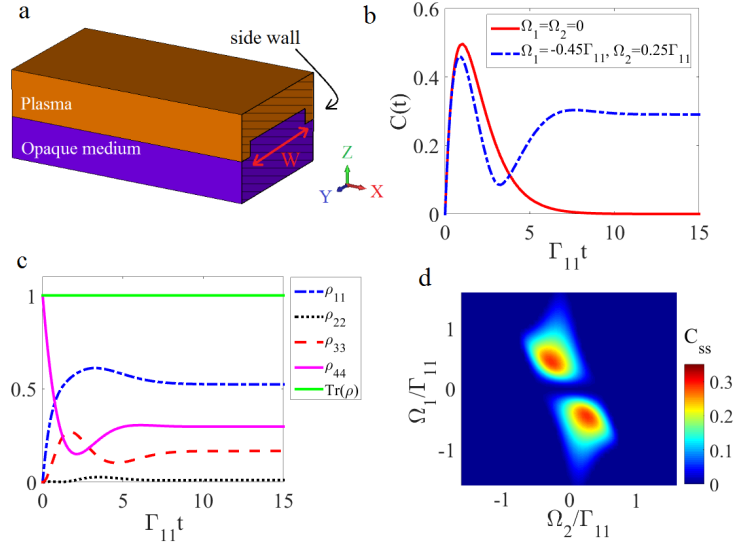 a
side wall
Plasma
Opaque medium
W
Z
Y
X
b
Ω₁=Ω₂=0
Ω₁=-0.45Γ₁₁, Ω₂=0.25Γ₁₁
C(t)
0.6
0.4
0.2
0
0 5 10 15
Γ₁₁t
c
1
0.5
0
0 5 10 15
Γ₁₁t
ρ₁₁
ρ₂₂
ρ₃₃
ρ₄₄
Tr(ρ)
d
Ω₁/Γ₁₁
1
0
-1
-1 0 1
Ω₂/Γ₁₁
Cₛₛ
0.3
0.2
0.1
0